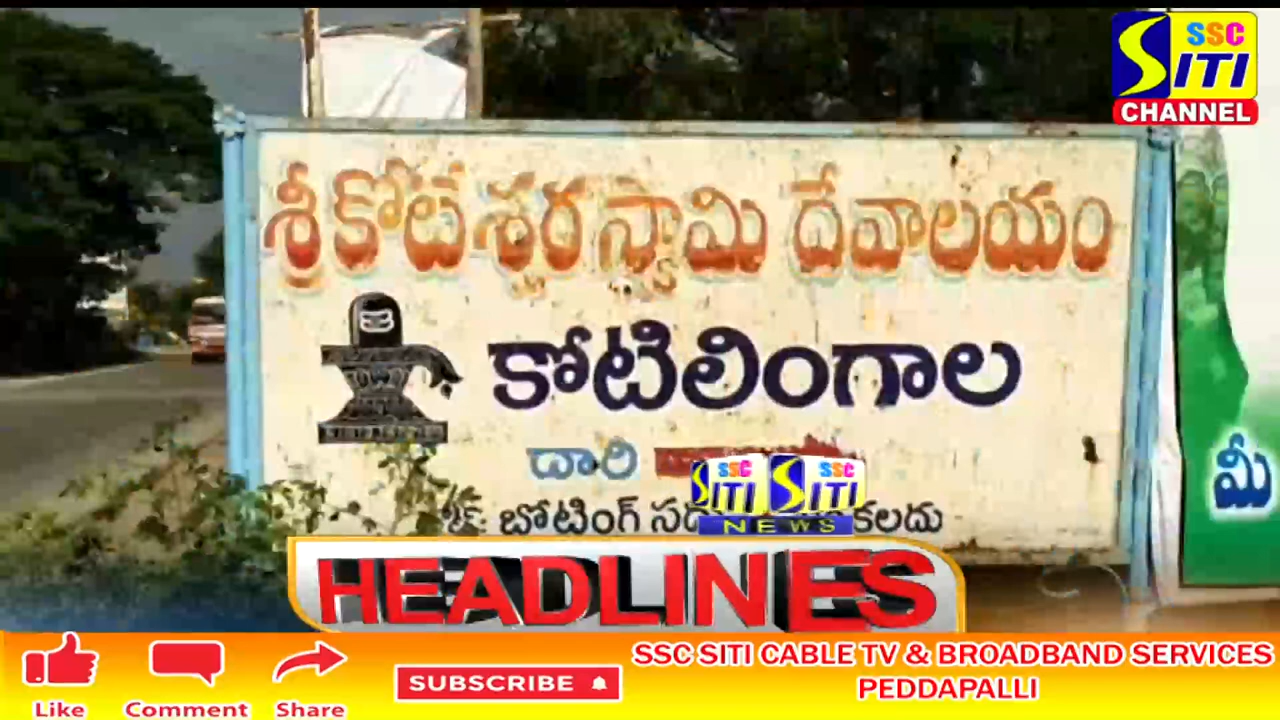 SSC
SITI
CHANNEL
శ్రీ కోటేశ్వర స్వామి దేవాలయం
కోటిలింగాల
దారి
బోటింగ్
కలదు
మీ
SSC SSC
SITI SITI
NEWS
HEADLINES
SSC SITI CABLE TV & BROADBAND SERVICES
PEDDAPALLI
SUBSCRIBE
Like Comment Share